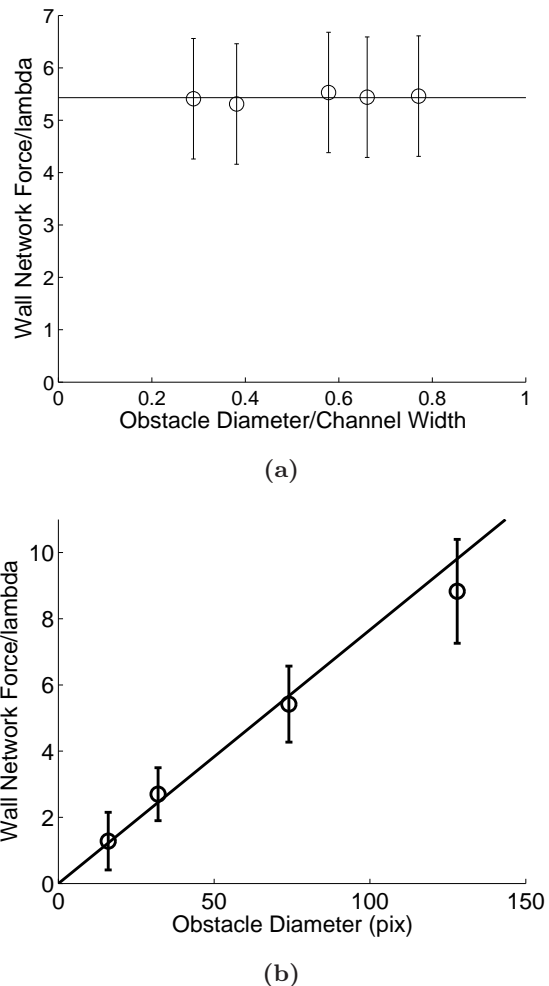 7
6
5
4
3
2
1
0
Wall Network Force/lambda
0 0.2 0.4 0.6 0.8 1
Obstacle Diameter/Channel Width
(a)
10
8
6
4
2
0
Wall Network Force/lambda
0 50 100 150
Obstacle Diameter (pix)
(b)